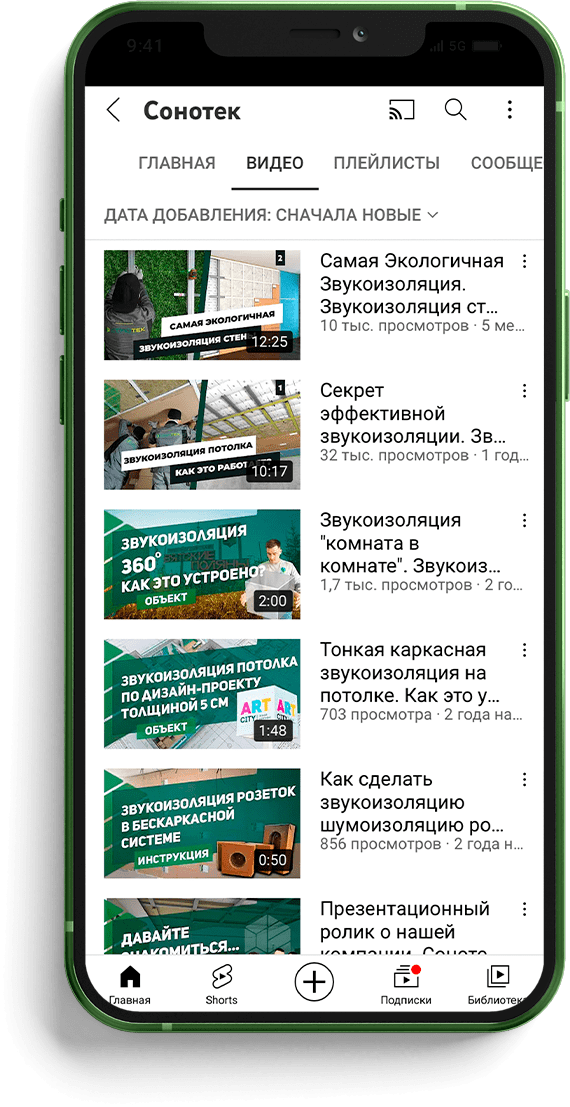 9:41
5G
Сонотек
ГЛАВНАЯ
ВИДЕО
ПЛЕЙЛИСТЫ
СООБЩЕ
ДАТА ДОБАВЛЕНИЯ: СНАЧАЛА НОВЫЕ
2
САМАЯ ЭКОЛОГИЧНАЯ
ЗВУКОИЗОЛЯЦИЯ СТЕН
12:25
Самая Экологичная
Звукоизоляция.
Звукоизоляция ст...
10 тыс. просмотров · 5 ме...
1
ЗВУКОИЗОЛЯЦИЯ ПОТОЛКА
КАК ЭТО РАБОТАЕТ?
10:17
Секрет
эффективной
звукоизоляции. Зв...
32 тыс. просмотров · 1 год...
ЗВУКОИЗОЛЯЦИЯ
360°
КАК ЭТО УСТРОЕНО?
ВЯТСКИЕ
ПОЛЯНЫ
ОБЪЕКТ
2:00
Звукоизоляция
"комната в
комнате". Звукоиз...
1,7 тыс. просмотров · 2 го...
ЗВУКОИЗОЛЯЦИЯ ПОТОЛКА
ПО ДИЗАЙН-ПРОЕКТУ
ТОЛЩИНОЙ 5 СМ
ОБЪЕКТ
ART
CITY
ART
CITY
1:48
Тонкая каркасная
звукоизоляция на
потолке. Как это у...
703 просмотра · 2 года на...
ЗВУКОИЗОЛЯЦИЯ РОЗЕТОК
В БЕСКАРКАСНОЙ
СИСТЕМЕ
ИНСТРУКЦИЯ
0:50
Как сделать
звукоизоляцию
шумоизоляцию ро...
856 просмотров · 2 года н...
ДАВАЙТЕ
ЗНАКОМИТЬСЯ...
Презентационный
ролик о нашей
компании. Соноте
Главная
Shorts
Подписки
Библиотека